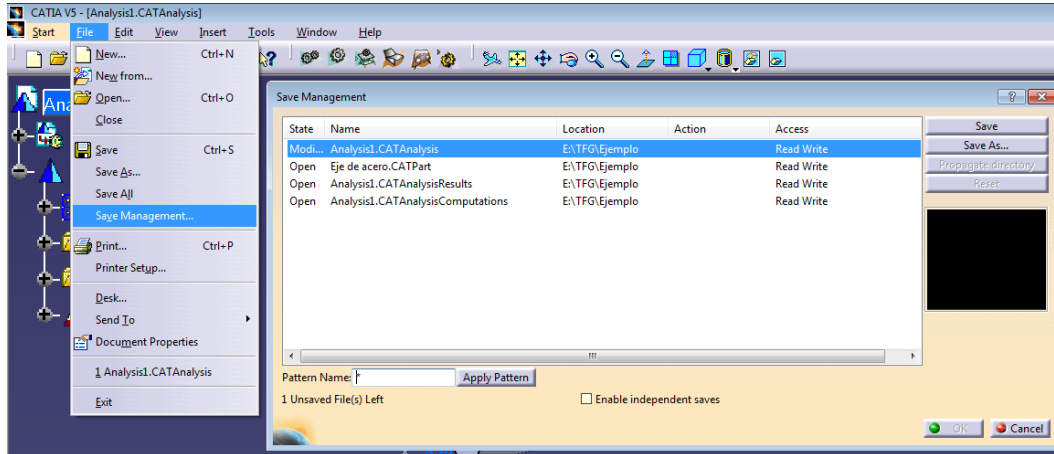 CATIA V5 - [Analysis1.CATAnalysis]
Start File Edit View Insert Tools Window Help
New... Ctrl+N
New from...
Open... Ctrl+O
Close
Save Ctrl+S
Save As...
Save All
Save Management...
Print... Ctrl+P
Printer Setup...
Desk...
Send To
Document Properties
1 Analysis1.CATAnalysis
Exit
Ana
Save Management
State Name Location Action Access
Modi... Analysis1.CATAnalysis E:\TFG\Ejemplo Read Write
Open Eje de acero.CATPart E:\TFG\Ejemplo Read Write
Open Analysis1.CATAnalysisResults E:\TFG\Ejemplo Read Write
Open Analysis1.CATAnalysisComputations E:\TFG\Ejemplo Read Write
Save
Save As...
Propagate directory
Reset
Pattern Name: * Apply Pattern
1 Unsaved File(s) Left Enable independent saves
OK Cancel